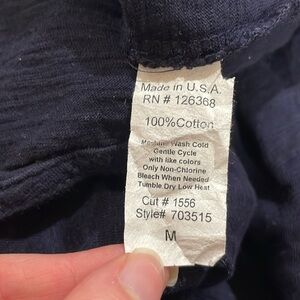 Made in U.S.A.
RN # 126368
100%Cotton
Machine Wash Cold
Gentle Cycle
with like colors
Only Non-Chlorine
Bleach When Needed
Tumble Dry Low Heat
Cut # 1556
Style# 703515
M